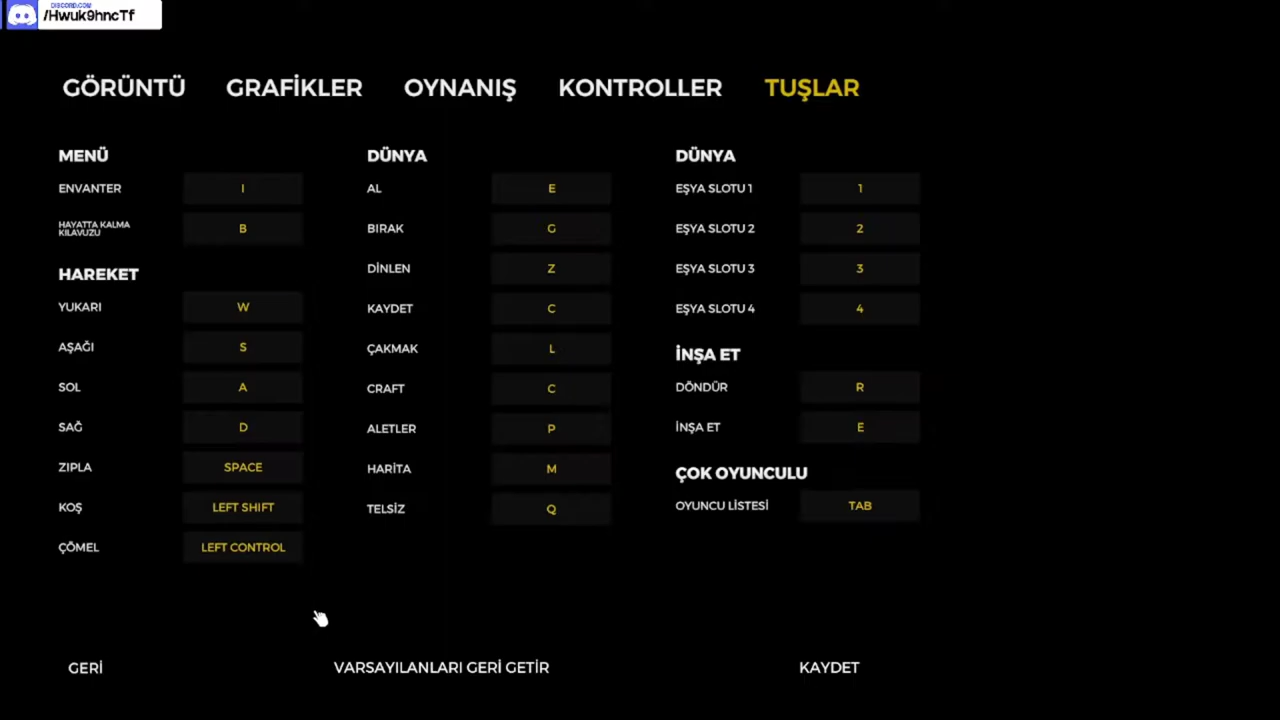 DISCORD.COM
/Hwuk9hncTf
GÖRÜNTÜ GRAFİKLER OYNANIŞ KONTROLLER TUŞLAR
MENÜ
ENVANTER I
HAYATTA KALMA
KILAVUZU B
HAREKET
YUKARI W
AŞAĞI S
SOL A
SAĞ D
ZIPLA SPACE
KOŞ LEFT SHIFT
ÇÖMEL LEFT CONTROL
DÜNYA
AL E
BIRAK G
DİNLEN Z
KAYDET C
ÇAKMAK L
CRAFT C
ALETLER P
HARİTA M
TELSİZ Q
DÜNYA
EŞYA SLOTU 1 1
EŞYA SLOTU 2 2
EŞYA SLOTU 3 3
EŞYA SLOTU 4 4
İNŞA ET
DÖNDÜR R
İNŞA ET E
ÇOK OYUNCULU
OYUNCU LİSTESİ TAB
GERİ VARSAYILANLARI GERİ GETİR KAYDET